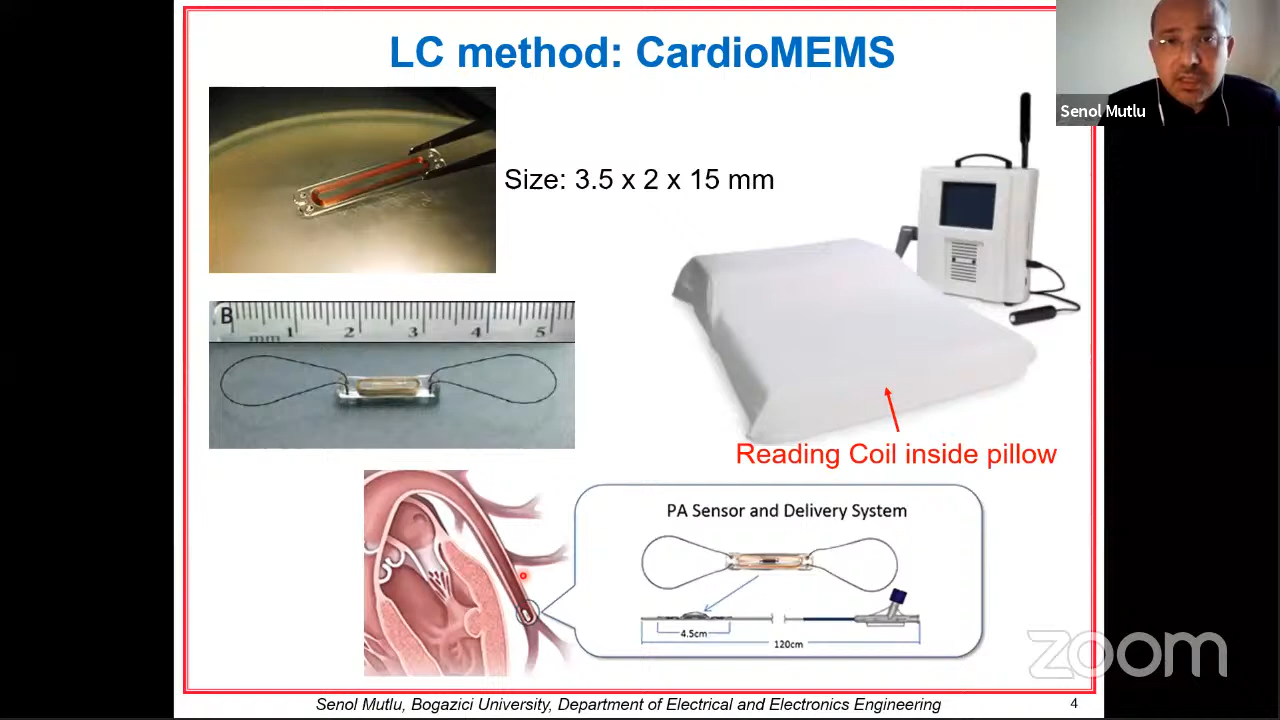 LC method: CardioMEMS
Senol Mutlu
Size: 3.5 x 2 x 15 mm
B
mm 1 2 3 4 5
Reading Coil inside pillow
PA Sensor and Delivery System
4.5cm
120cm
zoom
Senol Mutlu, Bogazici University, Department of Electrical and Electronics Engineering
4